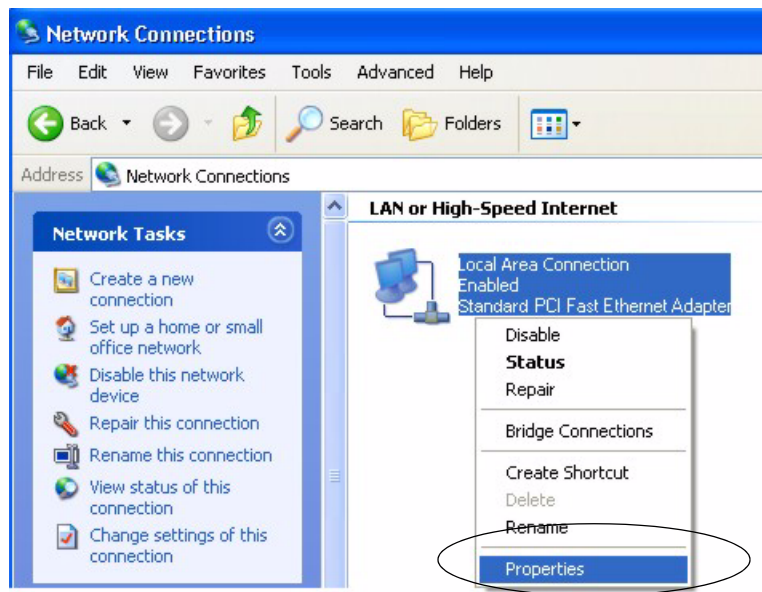 Network Connections
File Edit View Favorites Tools Advanced Help
Back Search Folders
Address Network Connections
Network Tasks
Create a new
connection
Set up a home or small
office network
Disable this network
device
Repair this connection
Rename this connection
View status of this
connection
Change settings of this
connection
LAN or High-Speed Internet
Local Area Connection
Enabled
Standard PCI Fast Ethernet Adapter
Disable
Status
Repair
Bridge Connections
Create Shortcut
Delete
Rename
Properties